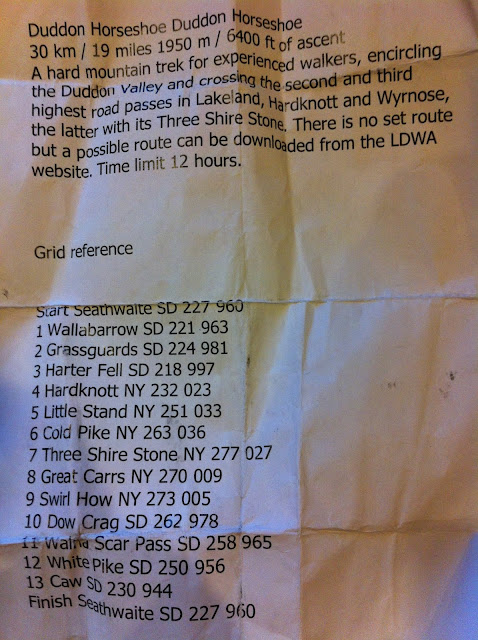 Duddon Horseshoe Duddon Horseshoe
30 km / 19 miles 1950 m / 6400 ft of ascent
A hard mountain trek for experienced walkers, encircling
the Duddon Valley and crossing the second and third
highest road passes in Lakeland, Hardknott and Wyrnose,
the latter with its Three Shire Stone. There is no set route
but a possible route can be downloaded from the LDWA
website. Time limit 12 hours.
Grid reference
Start Seathwaite SD 227 960
1 Wallabarrow SD 221 963
2 Grassguards SD 224 981
3 Harter Fell SD 218 997
4 Hardknott NY 232 023
5 Little Stand NY 251 033
6 Cold Pike NY 263 036
7 Three Shire Stone NY 277 027
8 Great Carrs NY 270 009
9 Swirl How NY 273 005
10 Dow Crag SD 262 978
11 Walna Scar Pass SD 258 965
12 White Pike SD 250 956
13 Caw SD 230 944
Finish Seathwaite SD 227 960